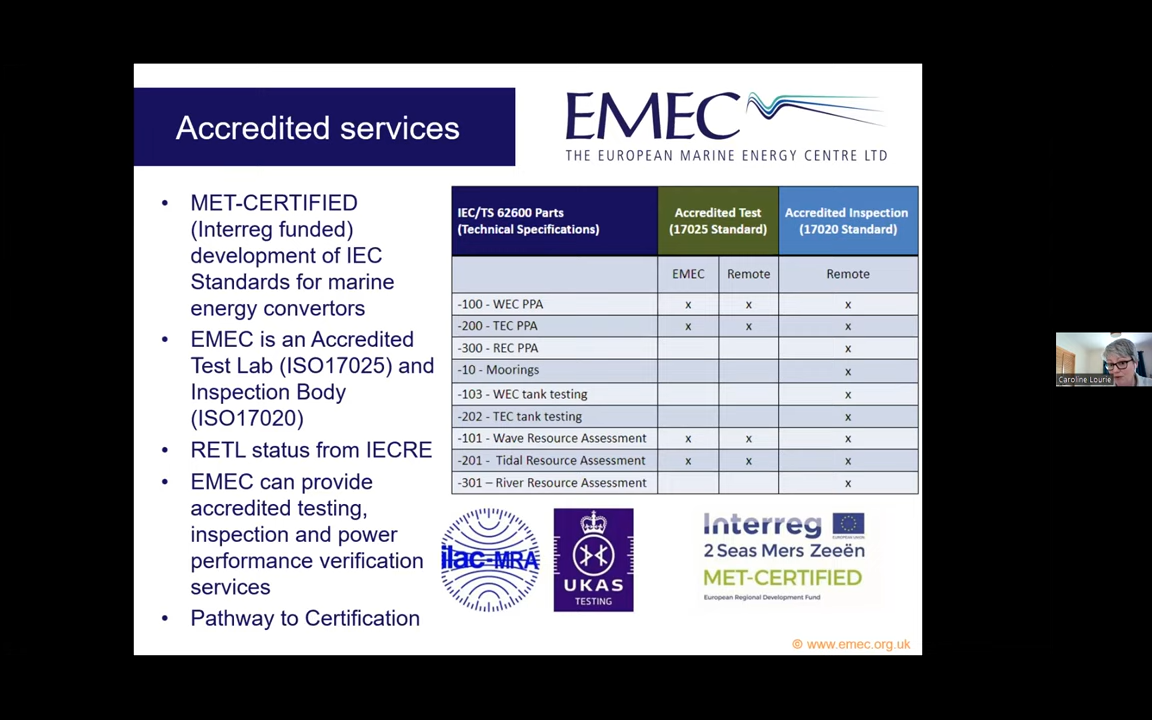 Accredited services
EMEC
THE EUROPEAN MARINE ENERGY CENTRE LTD
• MET-CERTIFIED
(Interreg funded)
development of IEC
Standards for marine
energy convertors
• EMEC is an Accredited
Test Lab (ISO17025) and
Inspection Body
(ISO17020)
• RETL status from IECRE
• EMEC can provide
accredited testing,
inspection and power
performance verification
services
• Pathway to Certification
IEC/TS 62600 Parts
(Technical Specifications)
Accredited Test
(17025 Standard)
Accredited Inspection
(17020 Standard)
EMEC Remote Remote
-100 - WEC PPA x x x
-200 - TEC PPA x x x
-300 - REC PPA x
-10 - Moorings x
-103 - WEC tank testing x
-202 - TEC tank testing x
-101 - Wave Resource Assessment x x x
-201 - Tidal Resource Assessment x x x
-301 – River Resource Assessment x
ilac-MRA
UKAS
TESTING
Interreg
EUROPEAN UNION
2 Seas Mers Zeeën
MET-CERTIFIED
European Regional Development Fund
© www.emec.org.uk
Caroline Lourie